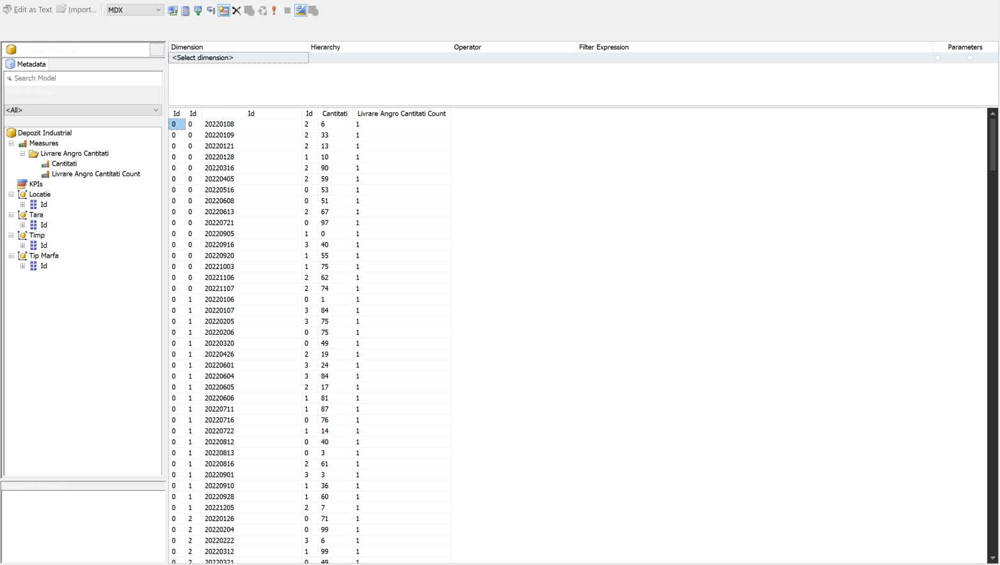 Edit as Text Import... MDX
Dimension Hierarchy Operator Filter Expression Parameters
<Select dimension>
Metadata
Search Model
Measure Group:
<All>
Depozit Industrial
Measures
Livrare Angro Cantitati
Cantitati
Livrare Angro Cantitati Count
KPIs
Locatie
Id
Tara
Id
Timp
Id
Tip Marfa
Id
Calculated Members
Id Id Id Id Cantitati Livrare Angro Cantitati Count
0 0 20220108 2 6 1
0 0 20220109 2 33 1
0 0 20220121 2 13 1
0 0 20220128 1 10 1
0 0 20220316 2 90 1
0 0 20220405 2 59 1
0 0 20220516 0 53 1
0 0 20220608 0 51 1
0 0 20220613 2 67 1
0 0 20220721 0 97 1
0 0 20220905 1 0 1
0 0 20220916 3 40 1
0 0 20220920 1 55 1
0 0 20221003 1 75 1
0 0 20221106 2 62 1
0 0 20221107 2 74 1
0 1 20220106 0 1 1
0 1 20220107 3 84 1
0 1 20220205 3 75 1
0 1 20220206 0 75 1
0 1 20220320 0 49 1
0 1 20220426 2 19 1
0 1 20220601 3 24 1
0 1 20220604 3 84 1
0 1 20220605 2 17 1
0 1 20220606 1 81 1
0 1 20220711 1 87 1
0 1 20220716 0 76 1
0 1 20220722 1 14 1
0 1 20220812 0 40 1
0 1 20220813 0 3 1
0 1 20220816 2 61 1
0 1 20220901 3 3 1
0 1 20220910 1 36 1
0 1 20220928 1 60 1
0 1 20221205 2 7 1
0 2 20220126 0 71 1
0 2 20220204 0 99 1
0 2 20220222 3 6 1
0 2 20220312 1 99 1
0 2 20220321 0 49 1